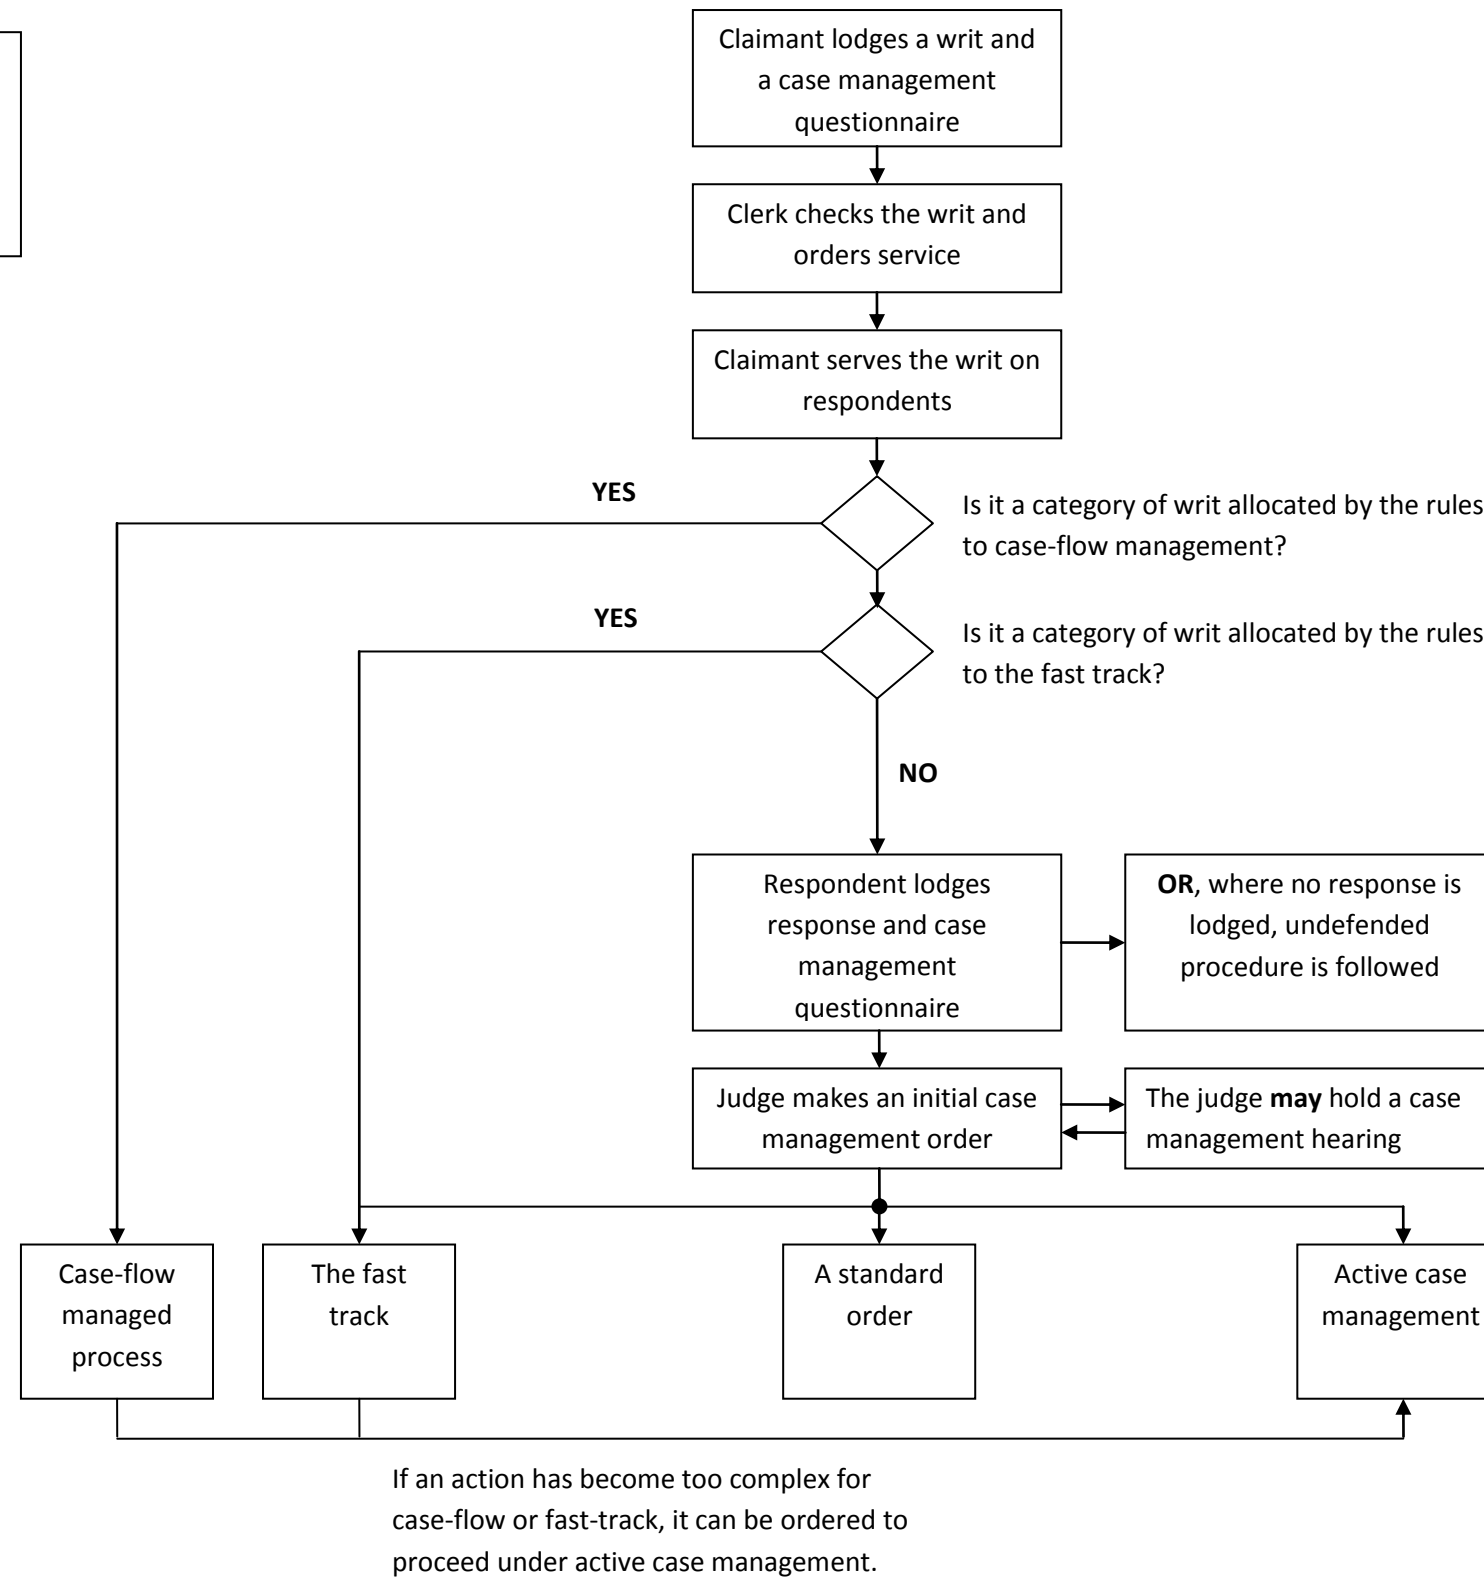 Claimant lodges a writ and
a case management
questionnaire
Clerk checks the writ and
orders service
Claimant serves the writ on
respondents
YES
Is it a category of writ allocated by the rules
to case-flow management?
YES
Is it a category of writ allocated by the rules
to the fast track?
NO
Respondent lodges
response and case
management
questionnaire
OR, where no response is
lodged, undefended
procedure is followed
Judge makes an initial case
management order
The judge may hold a case
management hearing
Case-flow
managed
process
The fast
track
A standard
order
Active case
management
If an action has become too complex for
case-flow or fast-track, it can be ordered to
proceed under active case management.